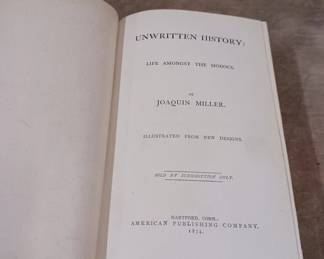 UNWRITTEN HISTORY:
LIFE AMONGST THE MODOCS.
BY
JOAQUIN MILLER.
ILLUSTRATED FROM NEW DESIGNS.
SOLD BY SUBSCRIPTION ONLY.
HARTFORD, CONN.:
AMERICAN PUBLISHING COMPANY.
1874.